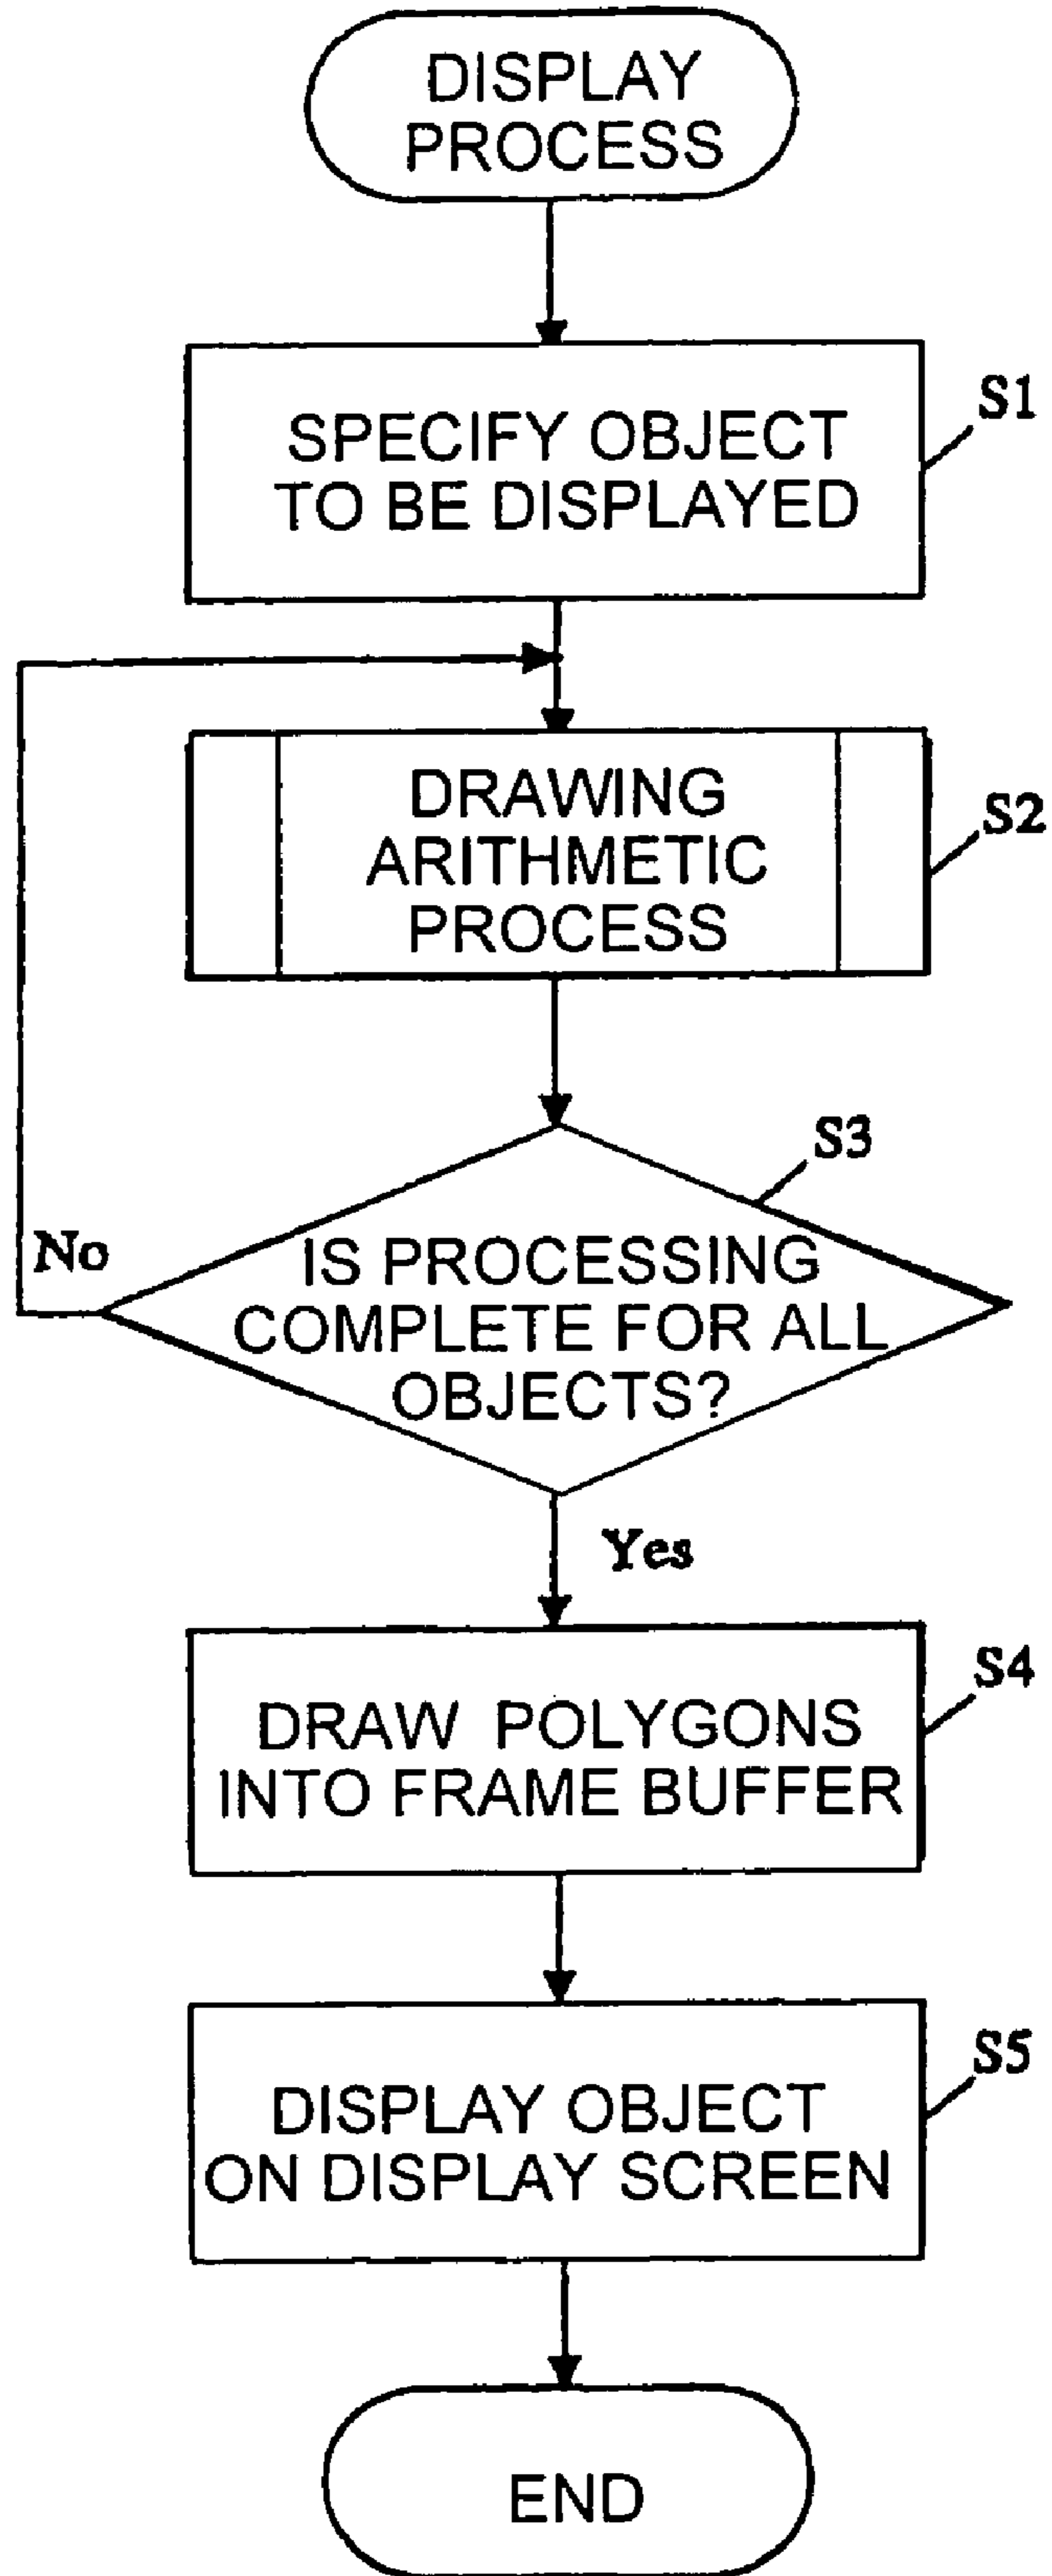 DISPLAY
PROCESS
S1
SPECIFY OBJECT
TO BE DISPLAYED
S2
DRAWING
ARITHMETIC
PROCESS
S3
No
IS PROCESSING
COMPLETE FOR ALL
OBJECTS?
Yes
S4
DRAW POLYGONS
INTO FRAME BUFFER
S5
DISPLAY OBJECT
ON DISPLAY SCREEN
END